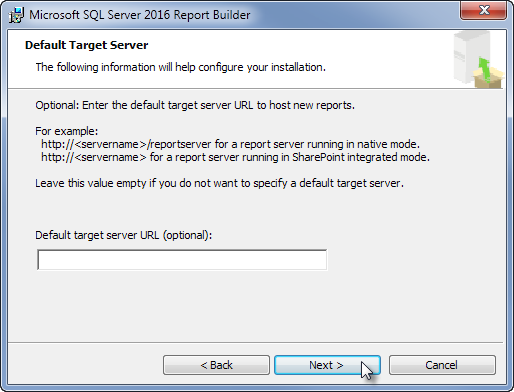 Microsoft SQL Server 2016 Report Builder
Default Target Server
The following information will help configure your installation.
Optional: Enter the default target server URL to host new reports.
For example:
http://<servername>/reportserver for a report server running in native mode.
http://<servername> for a report server running in SharePoint integrated mode.
Leave this value empty if you do not want to specify a default target server.
Default target server URL (optional):
< Back
Next >
Cancel